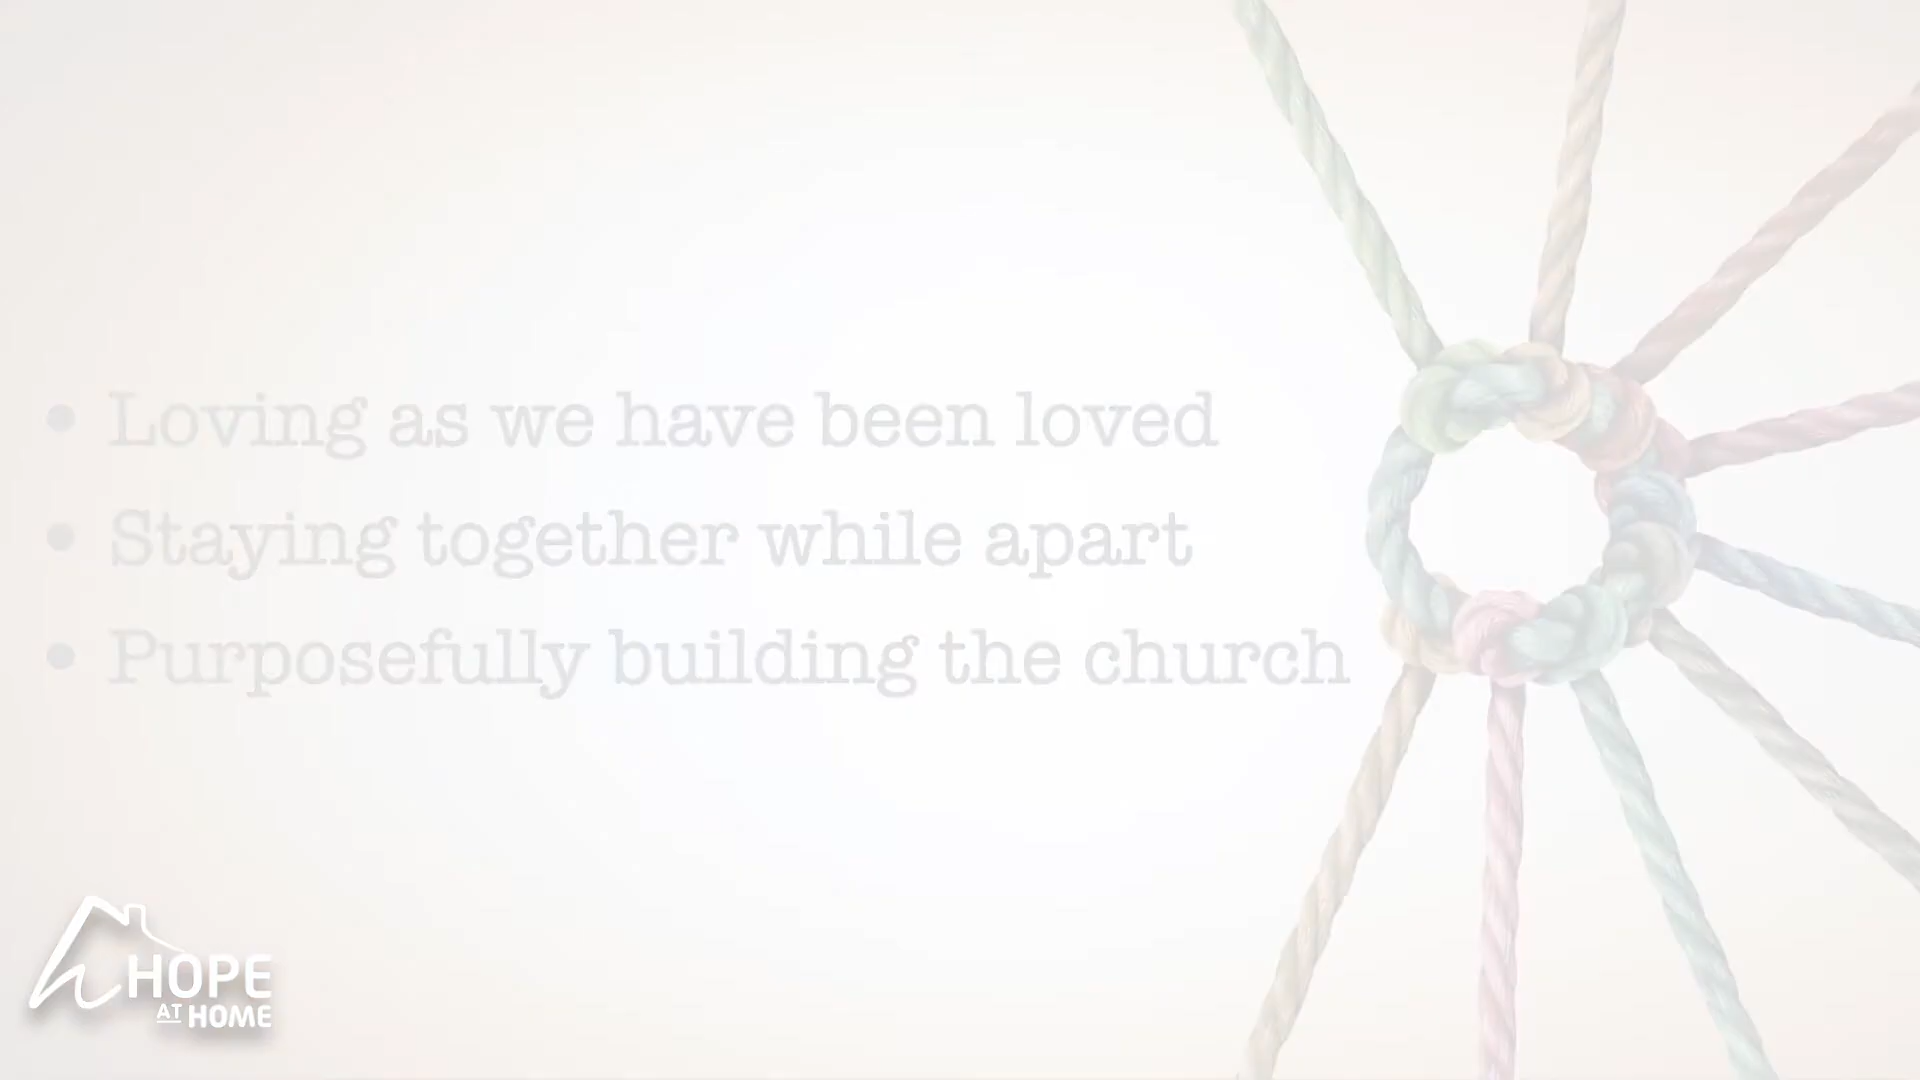 • Loving as we have been loved
• Staying together while apart
• Purposefully building the church
HOPE
AT HOME